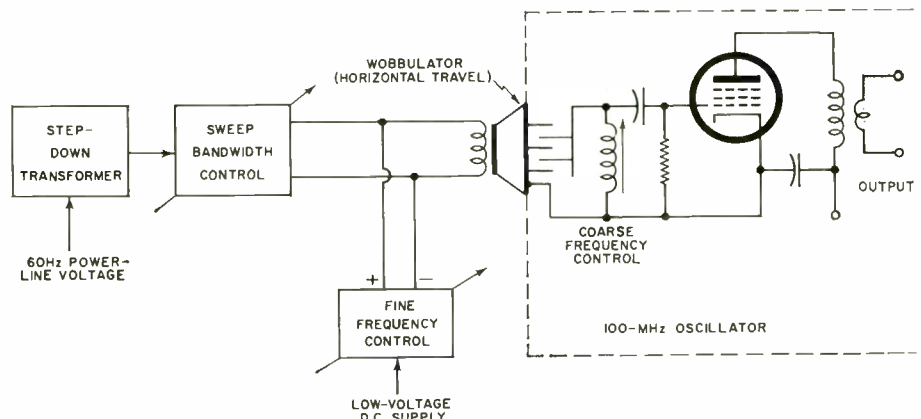 WOBBULATOR
(HORIZONTAL TRAVEL)
STEP-
DOWN
TRANSFORMER
SWEEP
BANDWIDTH
CONTROL
OUTPUT
COARSE
FREQUENCY
CONTROL
60Hz POWER-
LINE VOLTAGE
+ −
FINE
FREQUENCY
CONTROL
100-MHz OSCILLATOR
LOW-VOLTAGE
D.C. SUPPLY